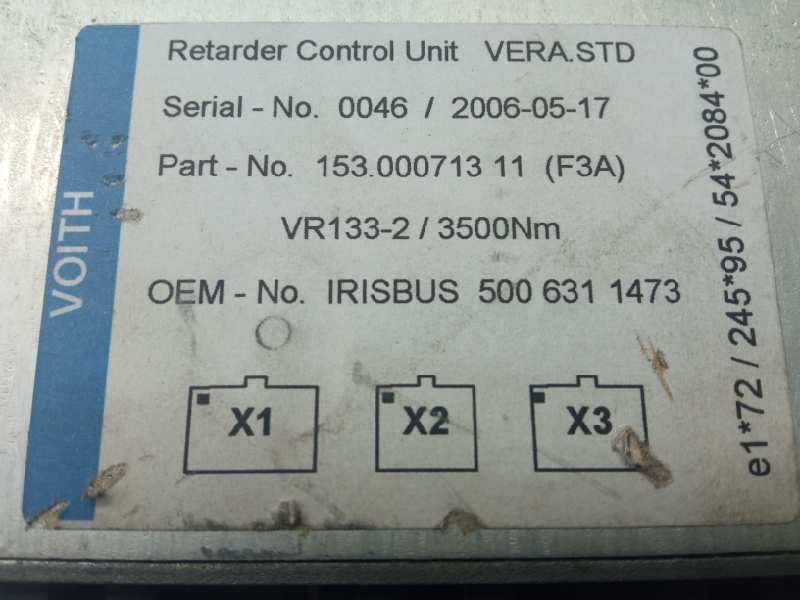 VOITH
Retarder Control Unit VERA.STD
Serial - No. 0046 / 2006-05-17
Part - No. 153.000713 11 (F3A)
VR133-2 / 3500Nm
OEM - No. IRISBUS 500 631 1473
X1 X2 X3
e1*72 / 245*95 / 54*2084*00